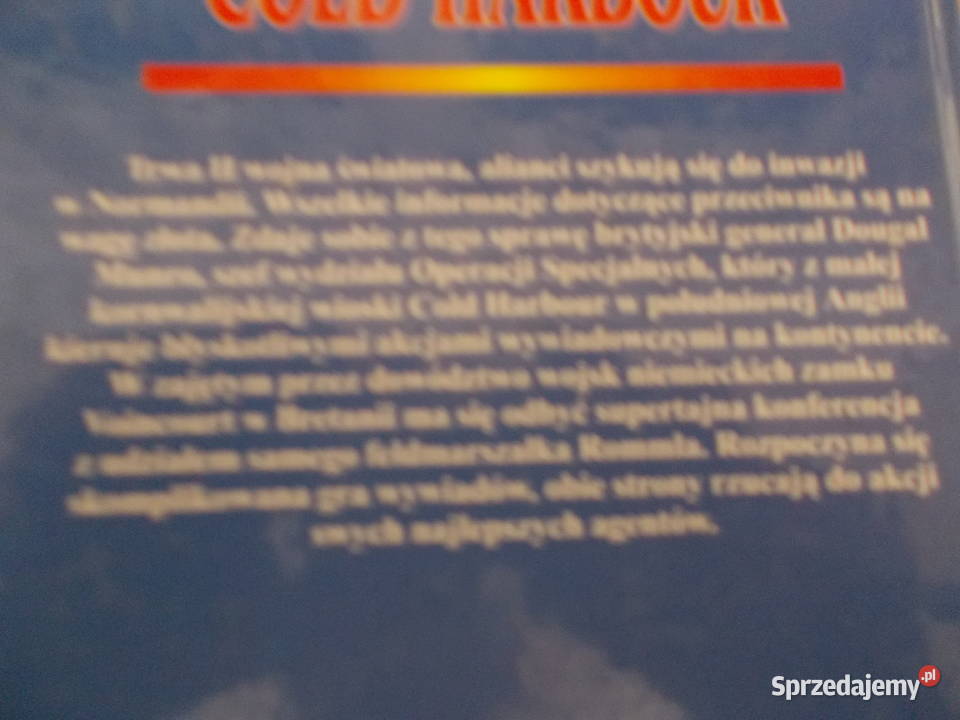 COLD HARBOUR
Trwa II wojna światowa, alianci szykują się do inwazji
w Normandii. Wszelkie informacje dotyczące przeciwnika są na
wagę złota. Zdaje sobie z tego sprawę brytyjski generał Dougal
Munro, szef wydziału Operacji Specjalnych, który z małej
kornwalijskiej wioski Cold Harbour w południowej Anglii
kieruje błyskotliwymi akcjami wywiadowczymi na kontynencie.
W zajętym przez dowództwo wojsk niemieckich zamku
Voincourt w Bretanii ma się odbyć supertajna konferencja
z udziałem samego feldmarszałka Rommla. Rozpoczyna się
skomplikowana gra wywiadów, obie strony rzucają do akcji
swych najlepszych agentów.
Sprzedajemy.pl